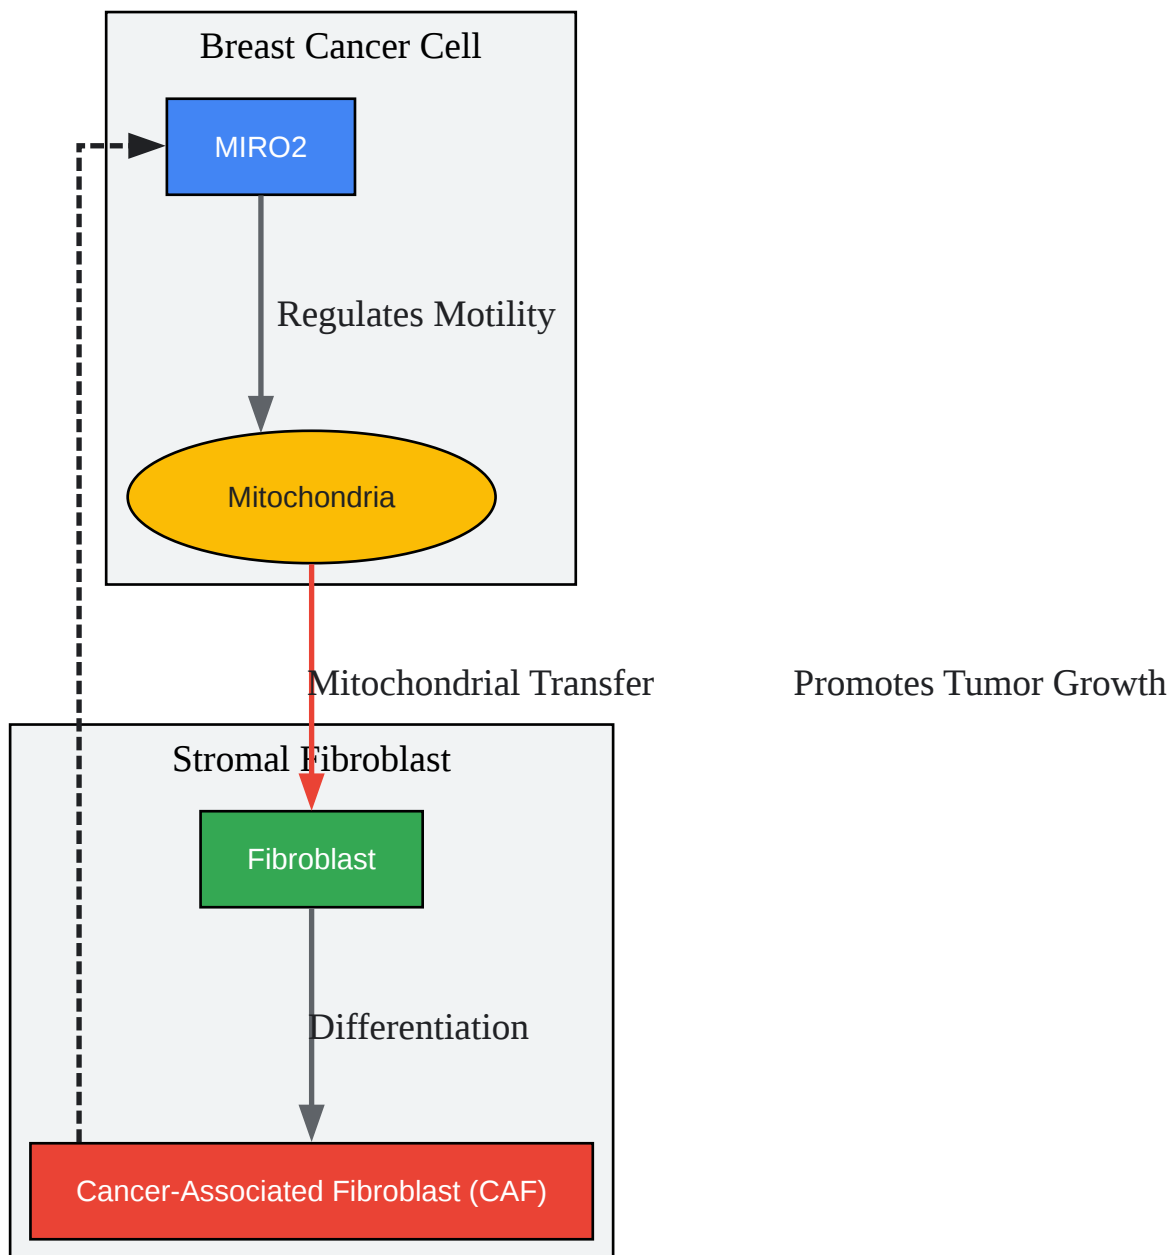 Breast Cancer Cell
MIRO2
Regulates Motility
Mitochondria
Mitochondrial Transfer
Promotes Tumor Growth
Stromal Fibroblast
Fibroblast
Differentiation
Cancer-Associated Fibroblast (CAF)